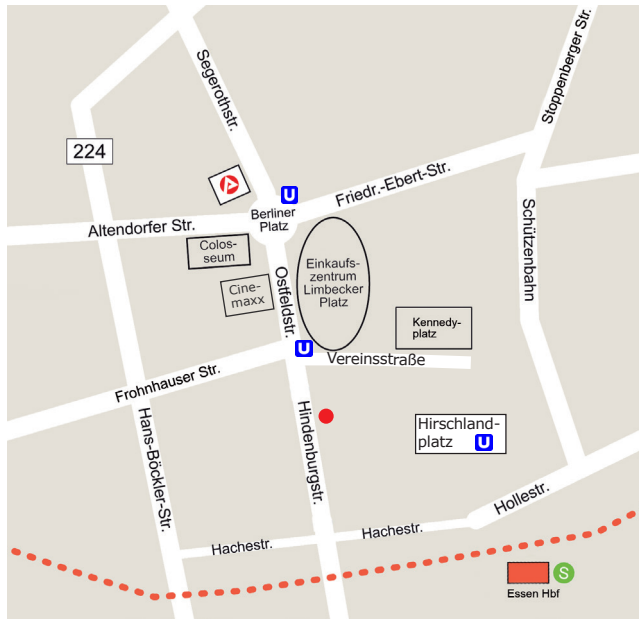 Segerothstr.
Stoppenberger Str.
224
U
Friedr.-Ebert-Str.
Berliner
Platz
Altendorfer Str.
Colos-
seum
Schützenbahn
Einkaufs-
zentrum
Limbecker
Platz
Cine-
maxx
Ostfeldstr.
Kennedy-
platz
U
Vereinsstraße
Frohnhauser Str.
Hans-Böckler-Str.
Hindenburgstr.
Hirschland-
platz U
Hollestr.
Hachestr.
Hachestr.
S
Essen Hbf